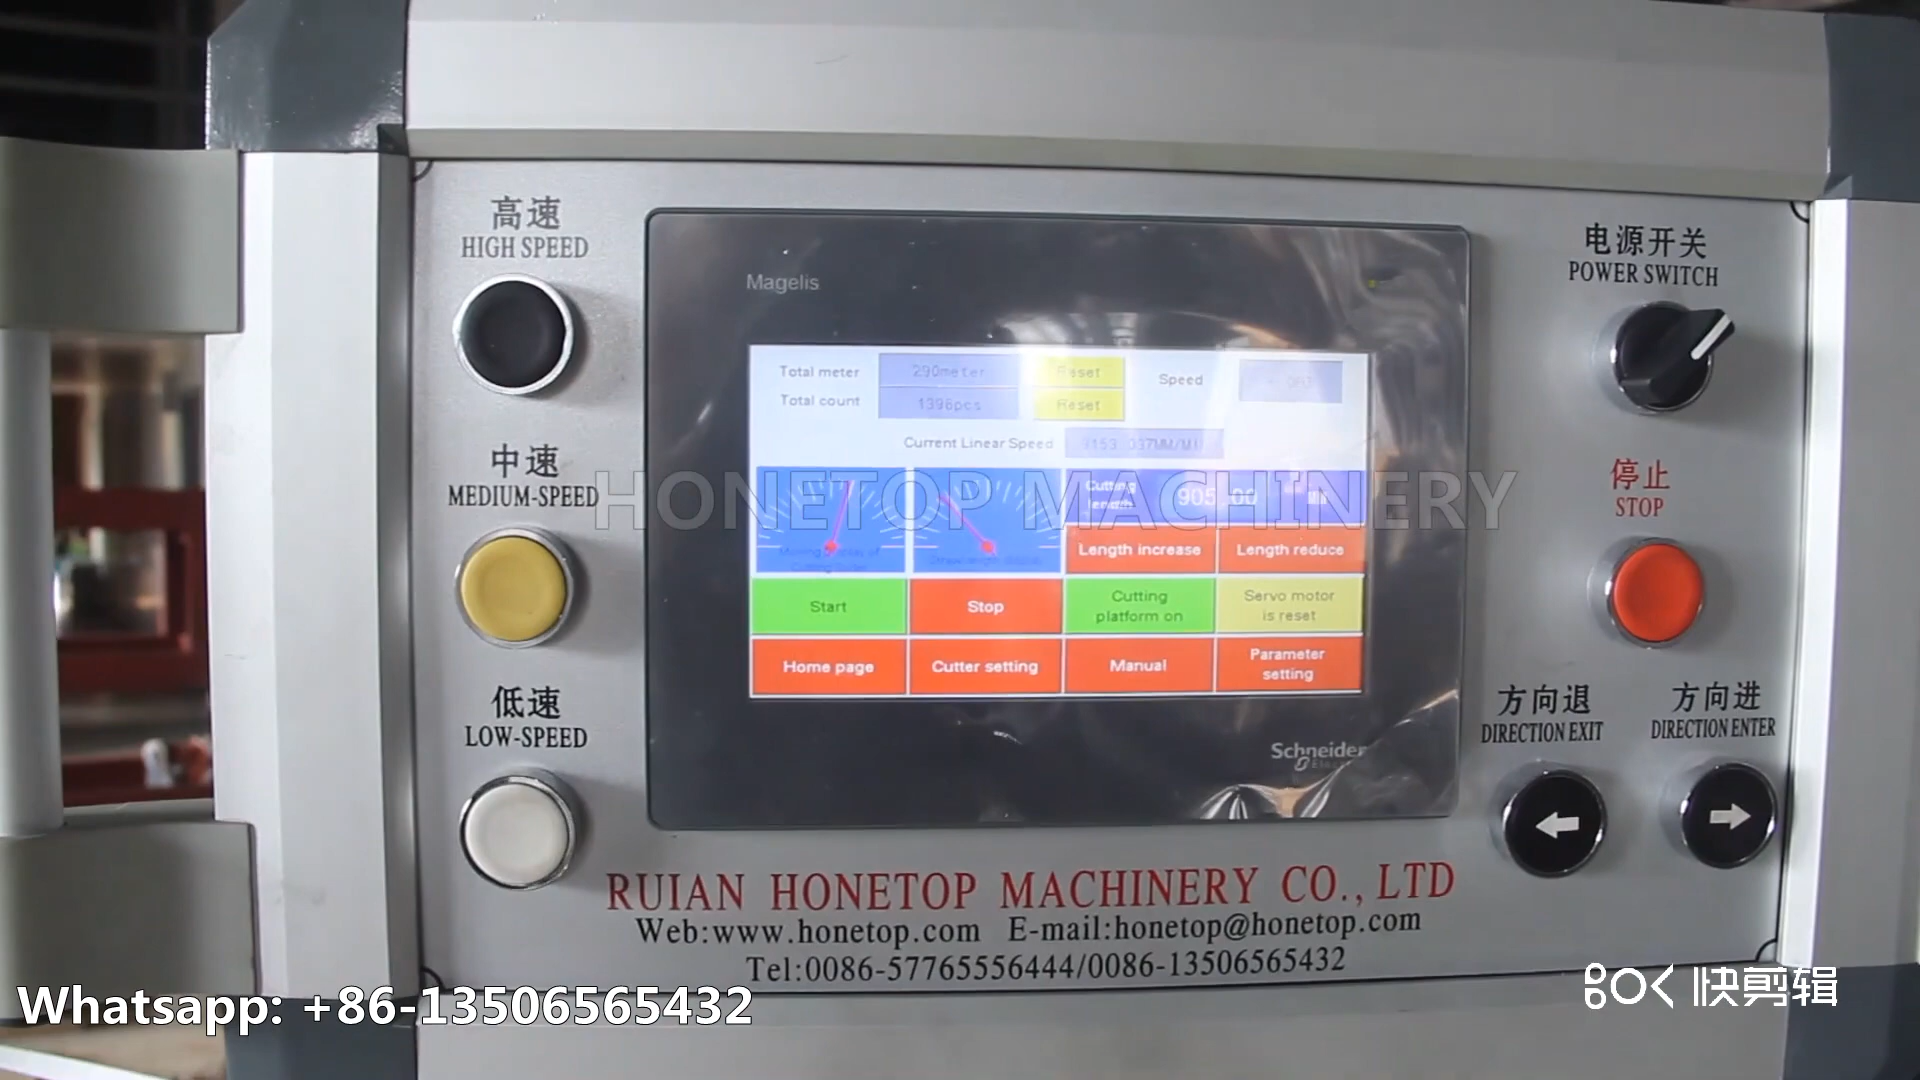 高速
HIGH SPEED
中速
MEDIUM-SPEED
低速
LOW-SPEED
Magelis
Total meter 290meter Reset
Total count 1396pcs Reset
Speed
Current Linear Speed
Cutting
length
Length increase
Length reduce
Start
Stop
Cutting
platform on
Servo motor
is reset
Home page
Cutter setting
Manual
Parameter
setting
Schneider
Electric
HONETOP MACHINERY
电源开关
POWER SWITCH
停止
STOP
方向退
DIRECTION EXIT
方向进
DIRECTION ENTER
RUIAN HONETOP MACHINERY CO., LTD
Web:www.honetop.com E-mail:honetop@honetop.com
Tel:0086-57765556444/0086-13506565432
Whatsapp: +86-13506565432
快剪辑